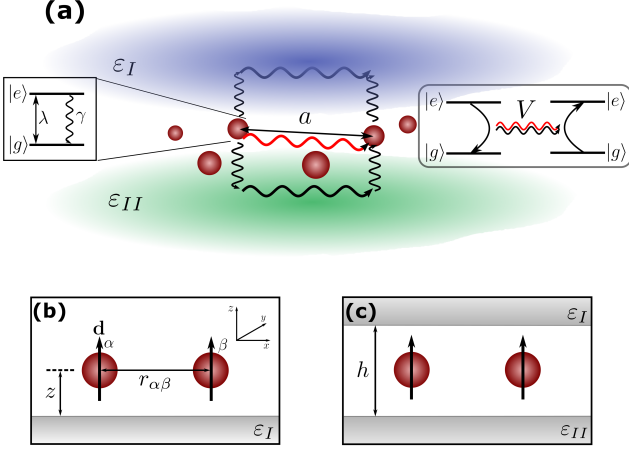 (a)
ε_I
a
|e⟩
λ
γ
|g⟩
|e⟩
V
|e⟩
|g⟩
|g⟩
ε_II
(b)
d
α
β
z
y
x
z
r_αβ
ε_I
(c)
ε_I
h
ε_II